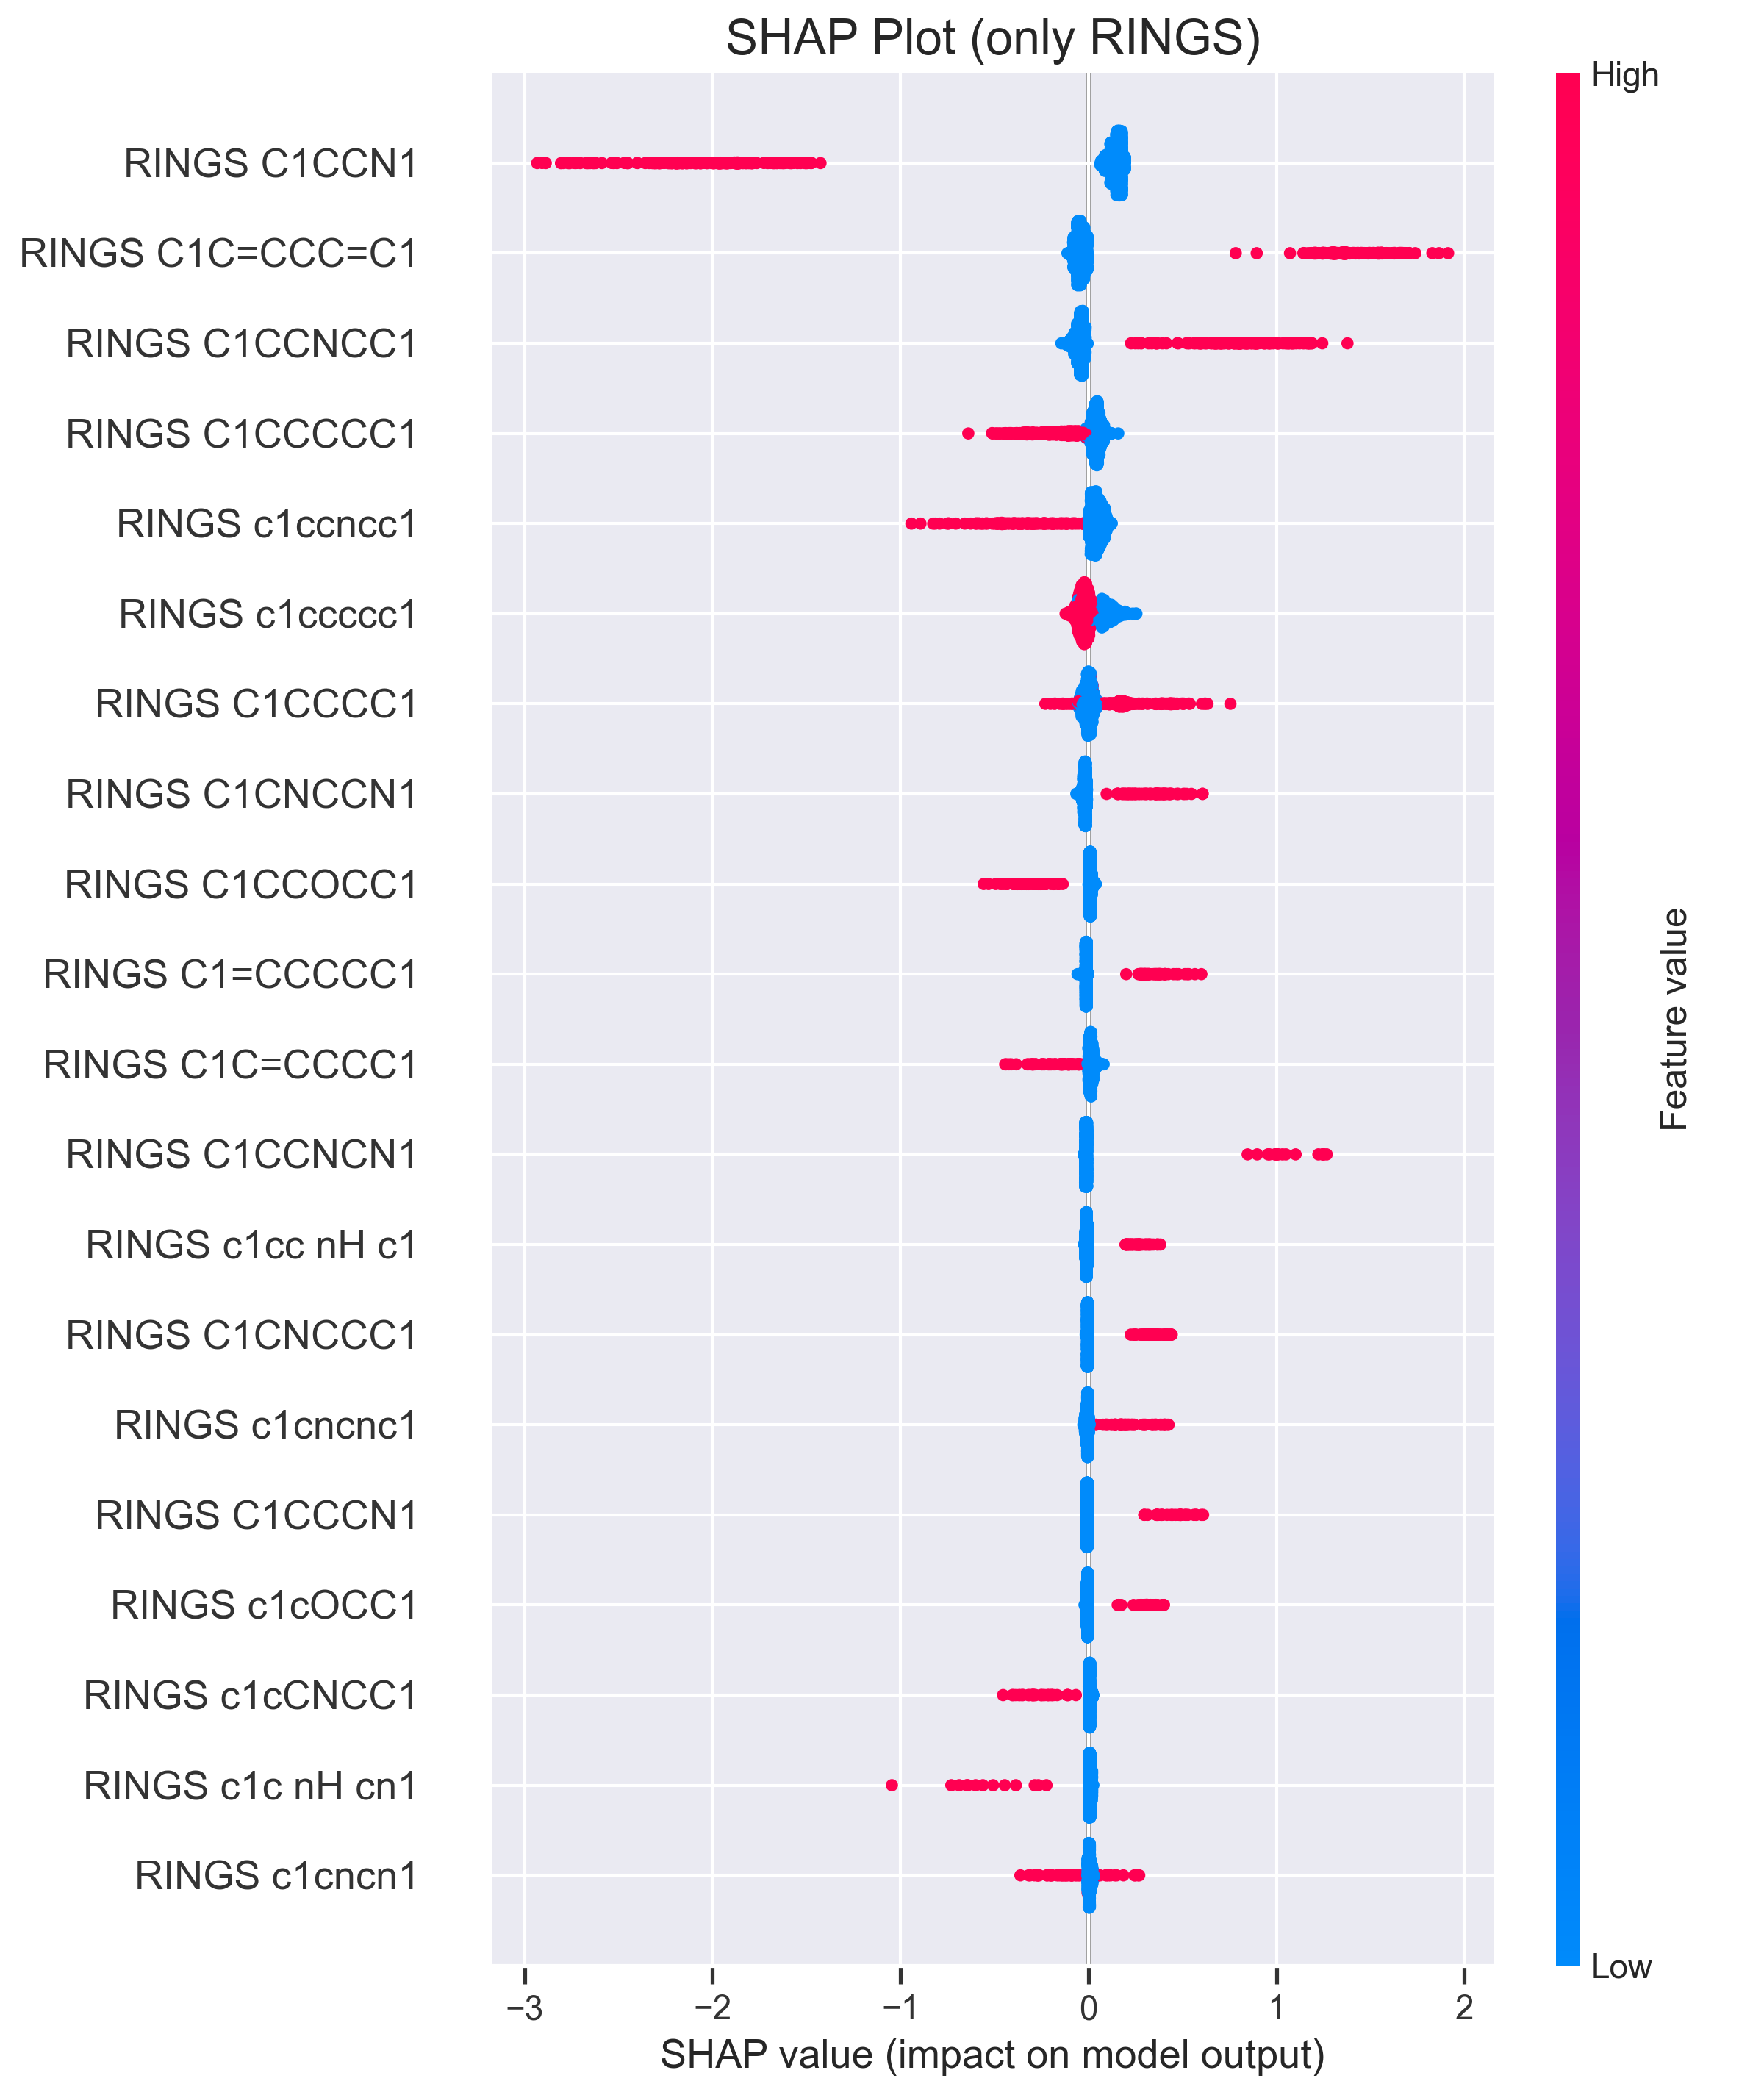 SHAP Plot (only RINGS)
High
RINGS C1CCN1
RINGS C1C=CCC=C1
RINGS C1CCNCC1
RINGS C1CCCCC1
RINGS c1ccncc1
RINGS c1ccccc1
RINGS C1CCCC1
RINGS C1CNCCN1
RINGS C1CCOCC1
RINGS C1=CCCCC1
RINGS C1C=CCCC1
RINGS C1CCNCN1
RINGS c1cc nH c1
RINGS C1CNCCC1
RINGS c1cncnc1
RINGS C1CCCN1
RINGS c1cOCC1
RINGS c1cCNCC1
RINGS c1c nH cn1
RINGS c1cncn1
Feature value
Low
−3 −2 −1 0 1 2
SHAP value (impact on model output)